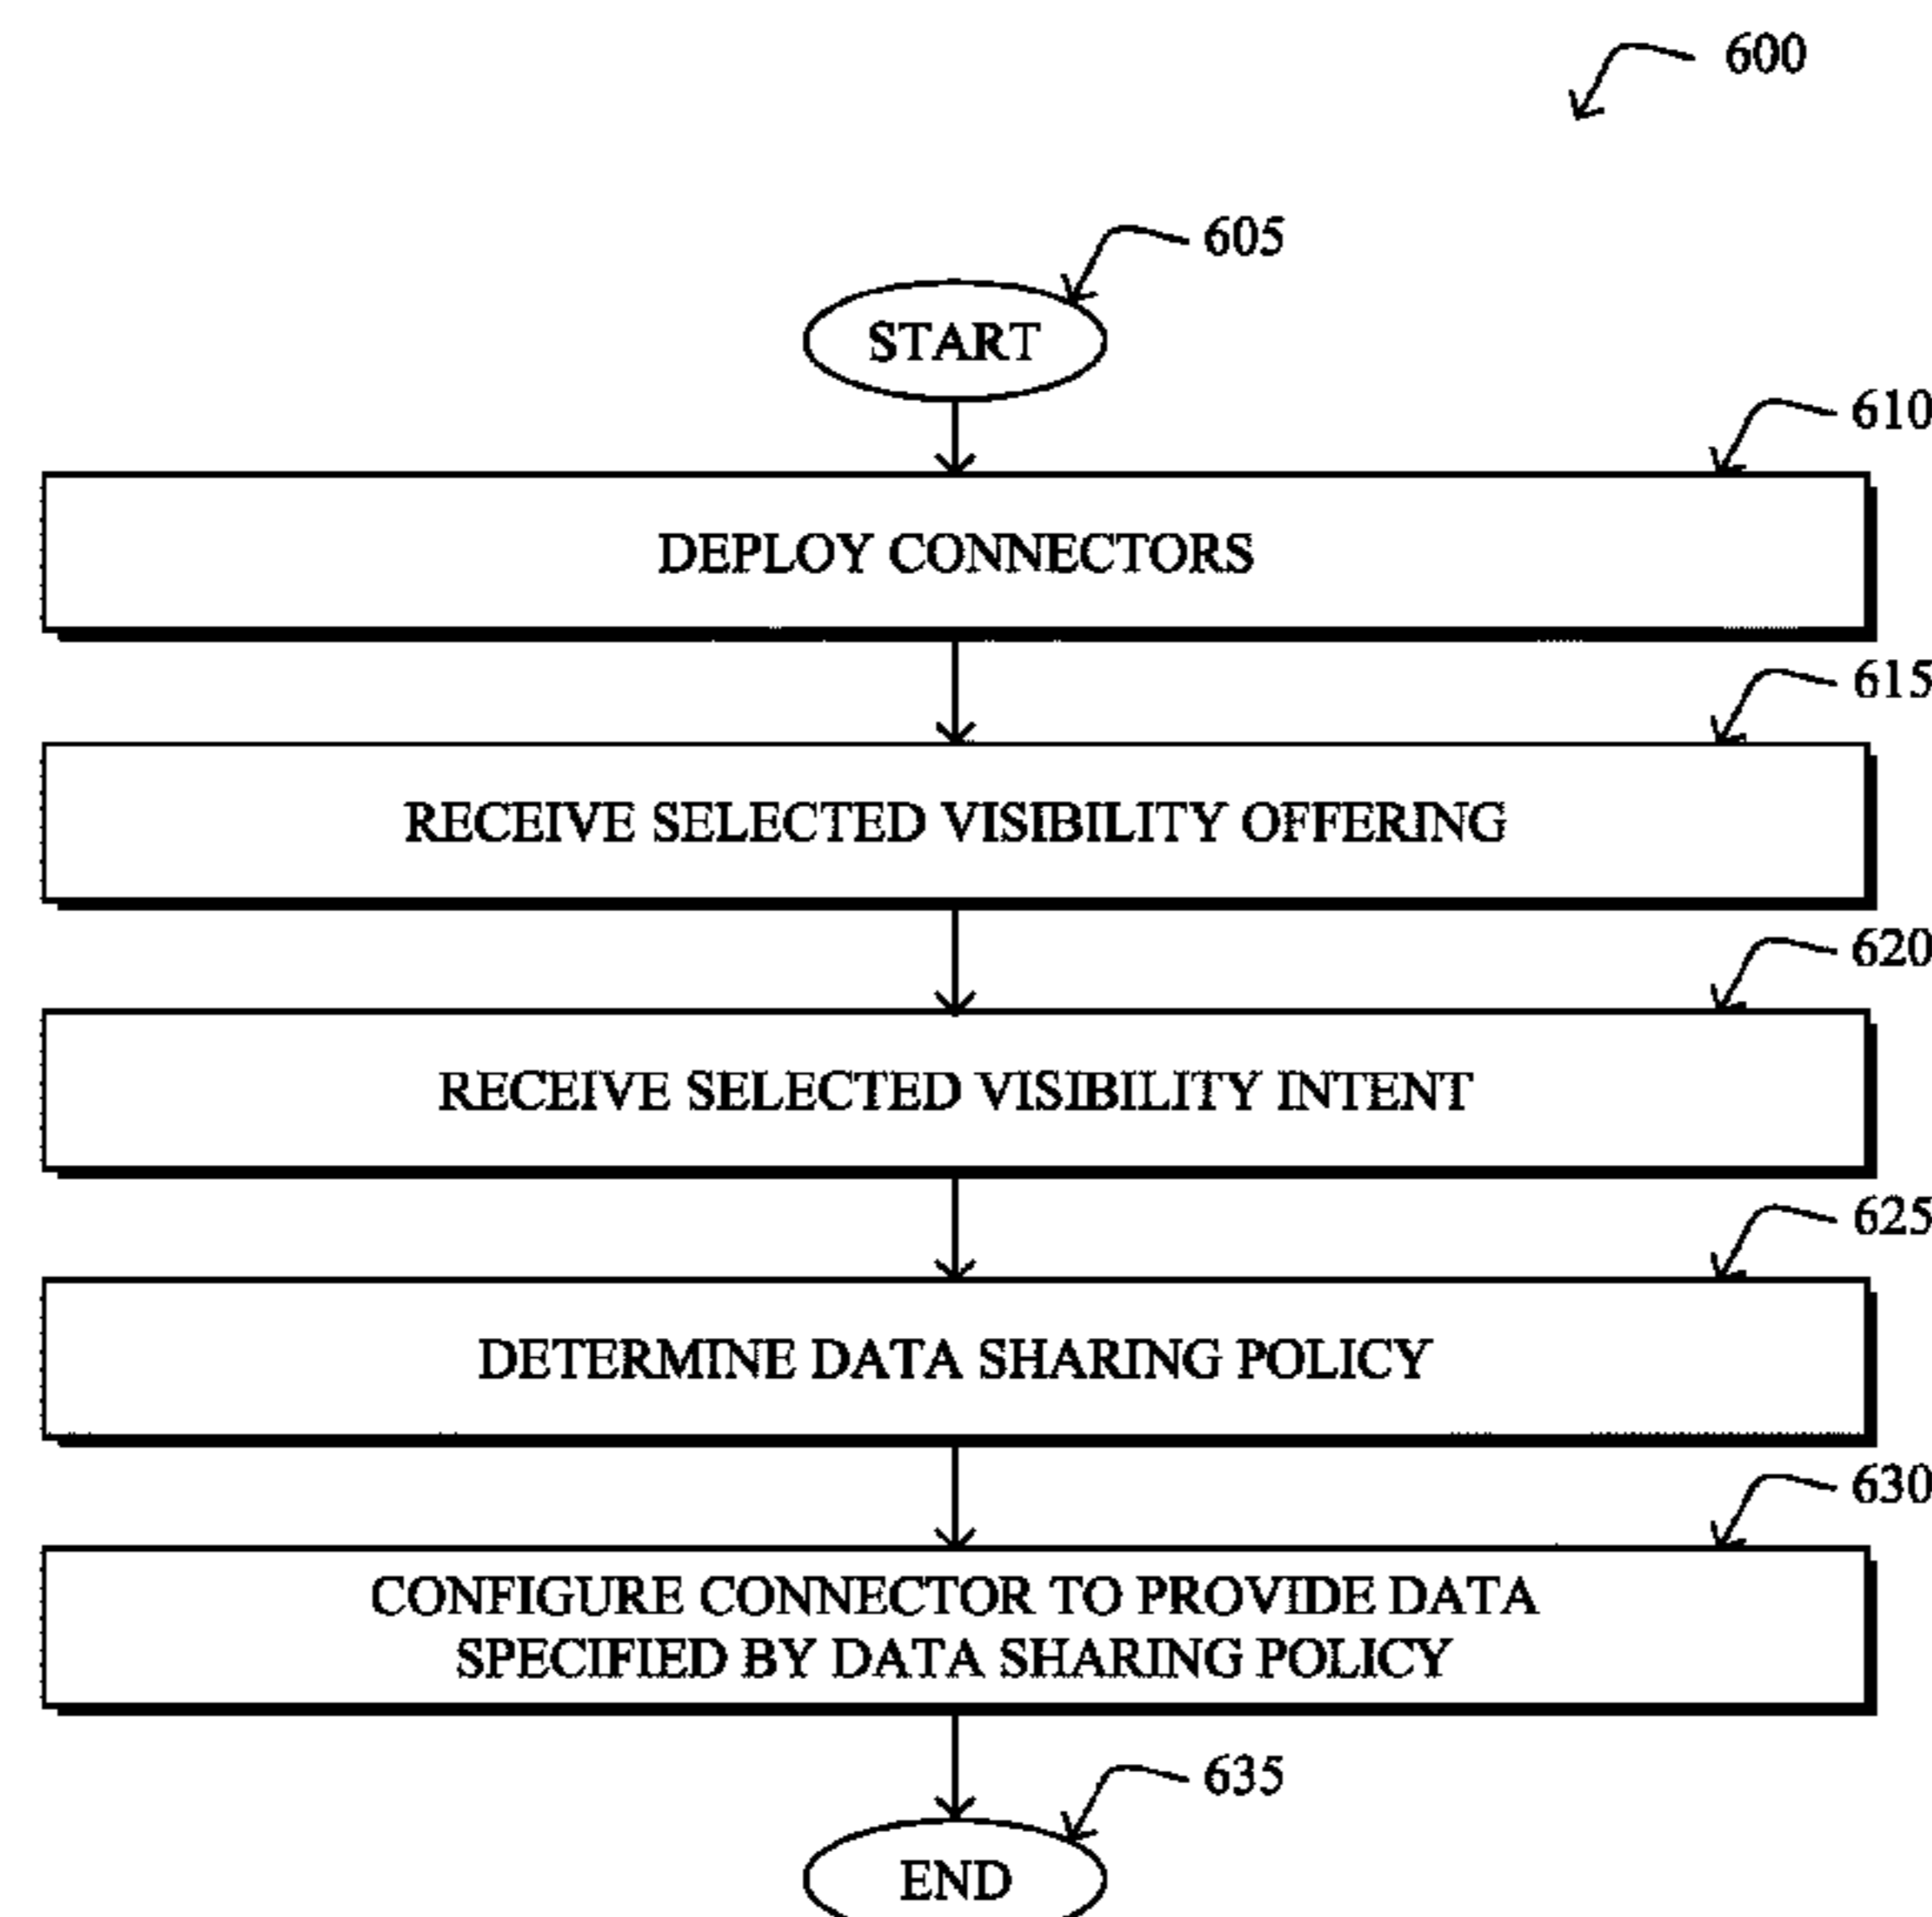 600
605
START
610
DEPLOY CONNECTORS
615
RECEIVE SELECTED VISIBILITY OFFERING
620
RECEIVE SELECTED VISIBILITY INTENT
625
DETERMINE DATA SHARING POLICY
630
CONFIGURE CONNECTOR TO PROVIDE DATA
SPECIFIED BY DATA SHARING POLICY
635
END